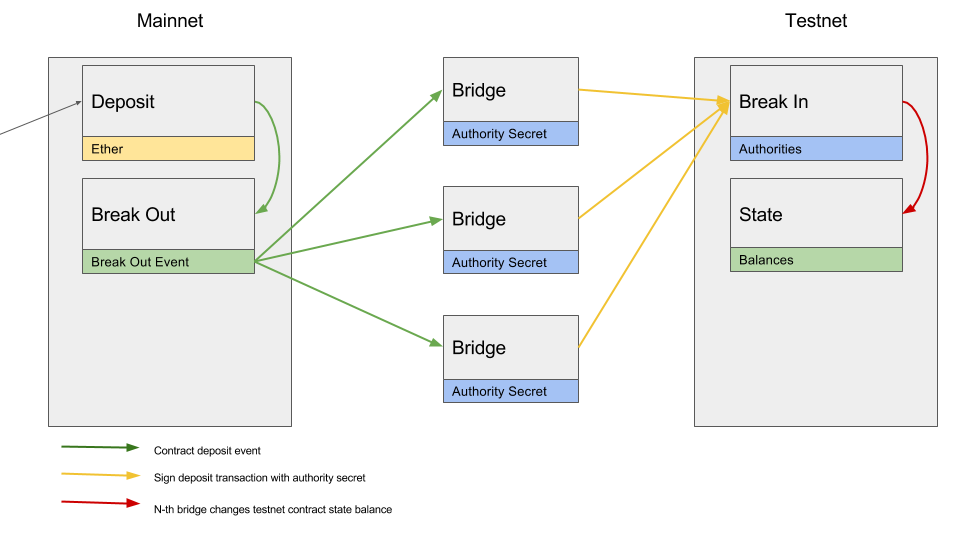 Mainnet
Testnet
Deposit
Ether
Break Out
Break Out Event
Bridge
Authority Secret
Bridge
Authority Secret
Bridge
Authority Secret
Break In
Authorities
State
Balances
Contract deposit event
Sign deposit transaction with authority secret
N-th bridge changes testnet contract state balance